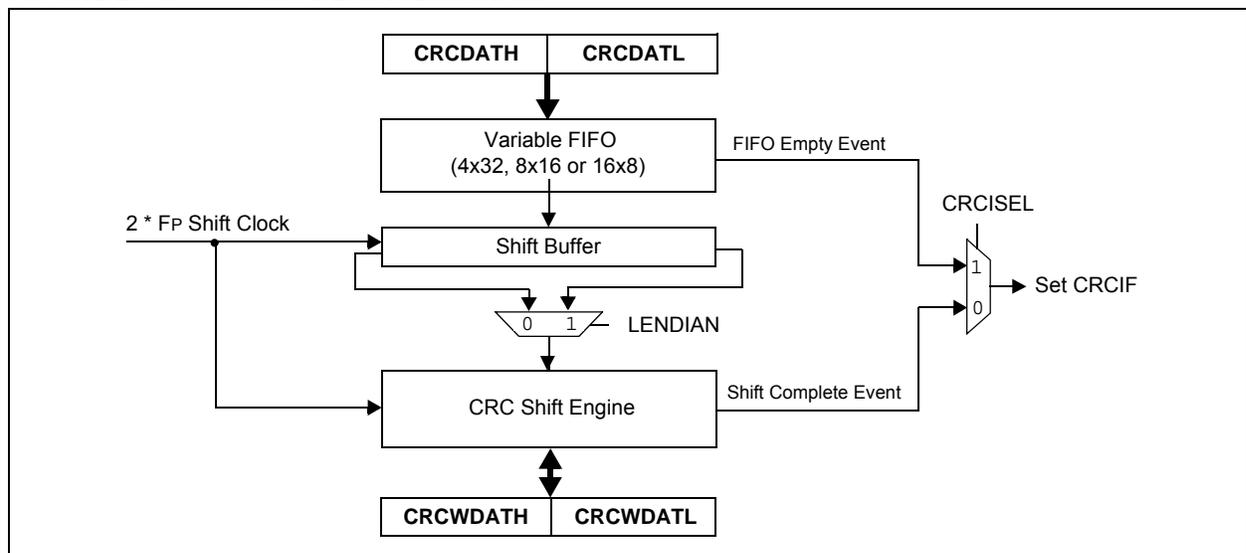 CRCDATH CRCDATL
Variable FIFO
(4x32, 8x16 or 16x8)
FIFO Empty Event
CRCISEL
2 * FP Shift Clock
Shift Buffer
1
Set CRCIF
0
0 1
LENDIAN
CRC Shift Engine
Shift Complete Event
CRCWDATH CRCWDATL